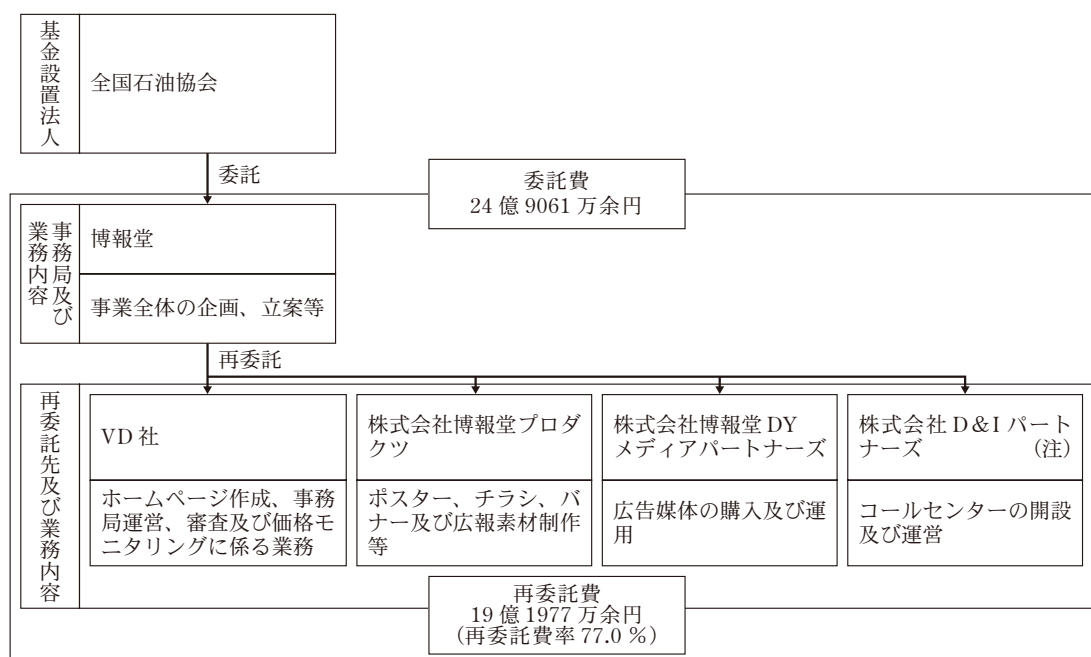 基金設置法人
全国石油協会
委託
委託費
24 億 9061 万余円
事務局及び
業務内容
博報堂
事業全体の企画、立案等
再委託
再委託先及び業務内容
VD 社
ホームページ作成、事務
局運営、審査及び価格モ
ニタリングに係る業務
株式会社博報堂プロダ
クツ
ポスター、チラシ、バ
ナー及び広報素材制作
等
株式会社博報堂 DY
メディアパートナーズ
広告媒体の購入及び運
用
株式会社 D&I パート
ナーズ (注)
コールセンターの開設
及び運営
再委託費
19 億 1977 万余円
(再委託費率 77.0 %)